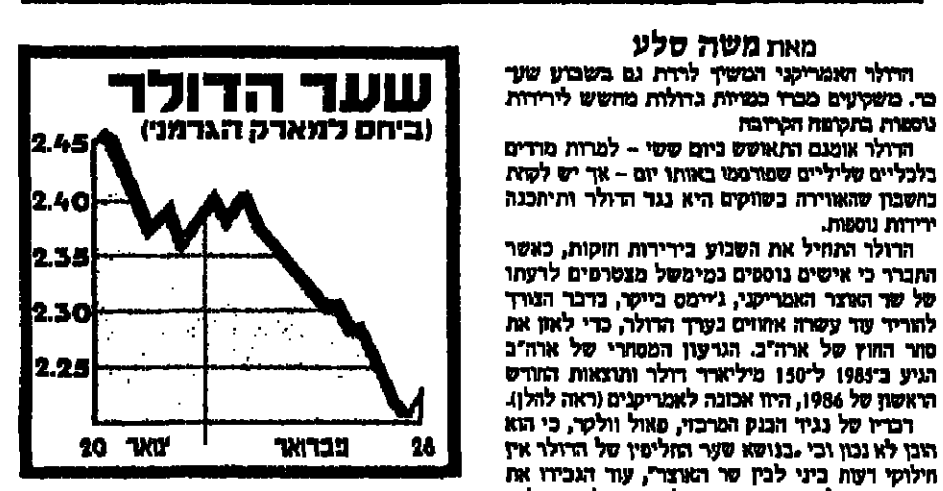 מאת משה סלע
הדולר האמריקני המשיך לרדת גם בשבוע שעך
בר. משקיעים מכרו כמויות גדולות מחשש לירידות
נוספות בתקופה הקרובה
הדולר אומנם התאושש ביום ששי – למרות מדדים
כלכליים שליליים שפורסמו באותו יום – אך יש לקחת
בחשבון שהאווירה בשווקים היא נגד הדולר ותיתכנה
ירידות נוספות.
הדולר התחיל את השבוע בירידות חזקות, כאשר
התברר כי אישים נוספים בממשל מצטרפים לדעתו
של שר האוצר האמריקני, ג'יימס בייקר, בדבר הצורך
להוריד עוד עשרה אחוזים בערך הדולר, כדי לאזן את
סחר החוץ של ארה"ב. הגרעון המסחרי של ארה"ב
הגיע ב־1985 ל־150 מיליארד דולר ותוצאות החודש
הראשון של 1986, היוו אכזבה לאמריקנים (ראה להלן).
דבריו של נגיד הבנק המרכזי, פאול וולקר, כי הוא
הובן לא נכון וכי "בנושא שער החליפין של הדולר אין
חילוקי דעות ביני לבין שר האוצר", עוד הגבירו את
שער הדולר
(ביחס למארק הגרמני)
2.45
2.40
2.35
2.30
2.25
20 ינואר פברואר 28